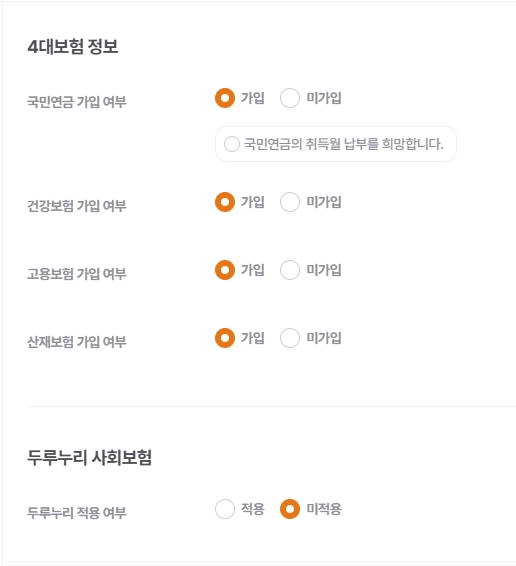 4대보험 정보
국민연금 가입 여부 가입 미가입
국민연금의 취득월 납부를 희망합니다.
건강보험 가입 여부 가입 미가입
고용보험 가입 여부 가입 미가입
산재보험 가입 여부 가입 미가입
두루누리 사회보험
두루누리 적용 여부 적용 미적용